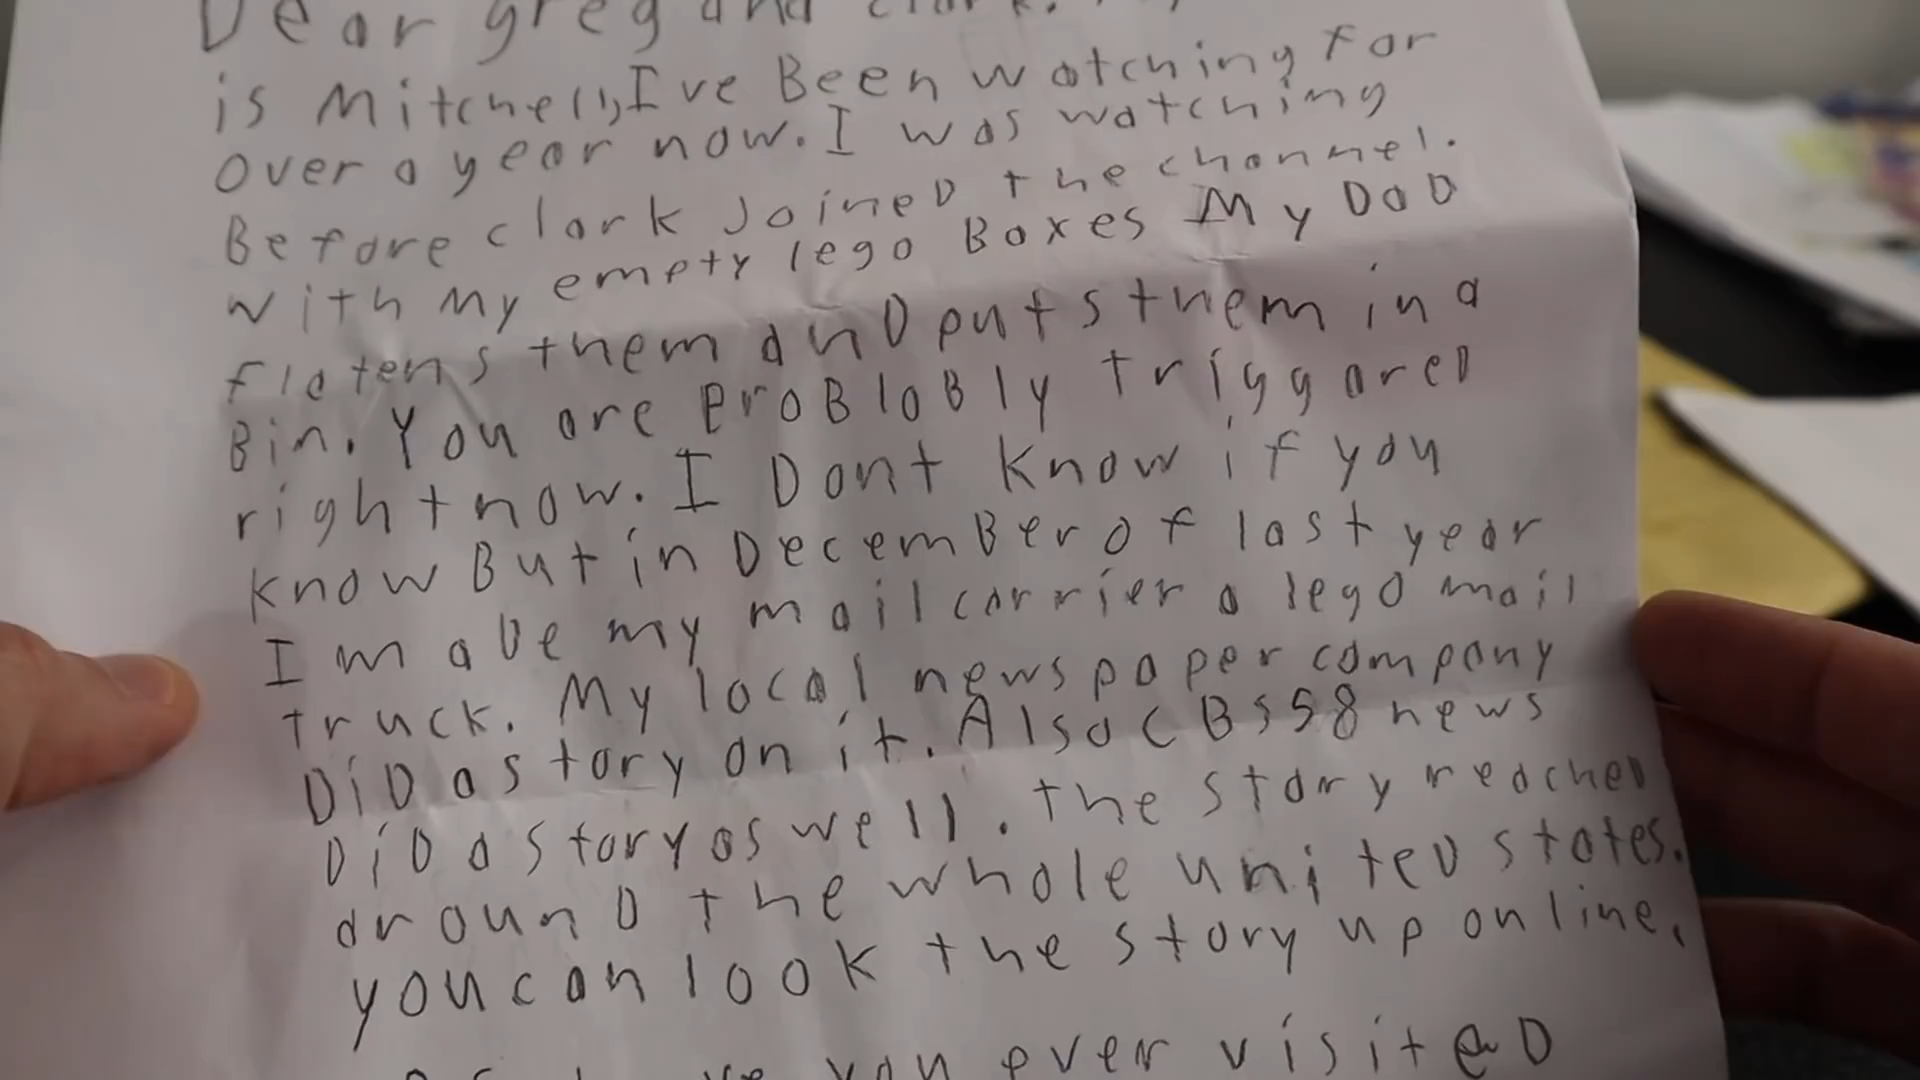 Dear greg and clark.
is Mitchell, I've Been watching for
over a year now. I was watching
Before clark JoineD the channel.
with my empty lego Boxes My DaD
flatens them anD puts them in a
Bin. You are ProBlaBly triggareD
right now. I Dont know if you
know But in DecemBer of last year
I maDe my mail carrier a lego mail
truck. My local newspaper company
DiD a story on it. Also CBS58 news
DiD a story as well. the story reacheD
arounD the whole uniteD states.
you can look the story up online.
you ever visiteD